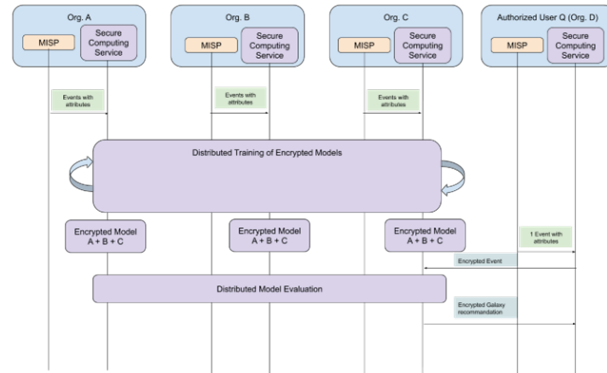 Org. A
Org. B
Org. C
Authorized User Q (Org. D)
MISP
Secure
Computing
Service
MISP
Secure
Computing
Service
MISP
Secure
Computing
Service
MISP
Secure
Computing
Service
Events with
attributes
Events with
attributes
Events with
attributes
Distributed Training of Encrypted Models
Encrypted Model
A + B + C
Encrypted Model
A + B + C
Encrypted Model
A + B + C
1 Event with
attributes
Encrypted Event
Distributed Model Evaluation
Encrypted Galaxy
recommandation